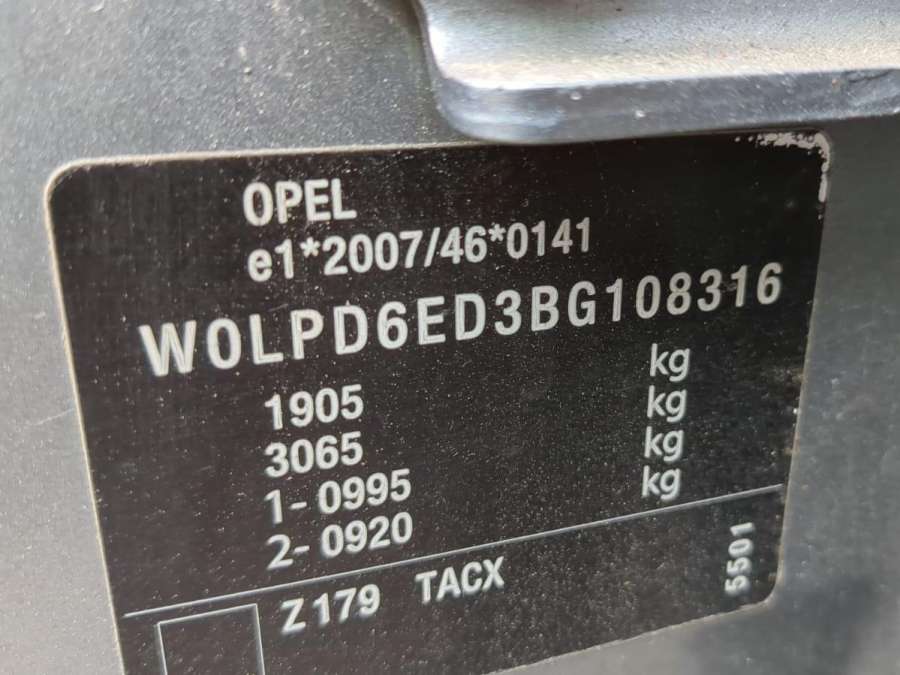 OPEL
e1*2007/46*0141
W0LPD6ED3BG108316
1905 kg
3065 kg
1- 0995 kg
2- 0920 kg
Z179 TACX
5501